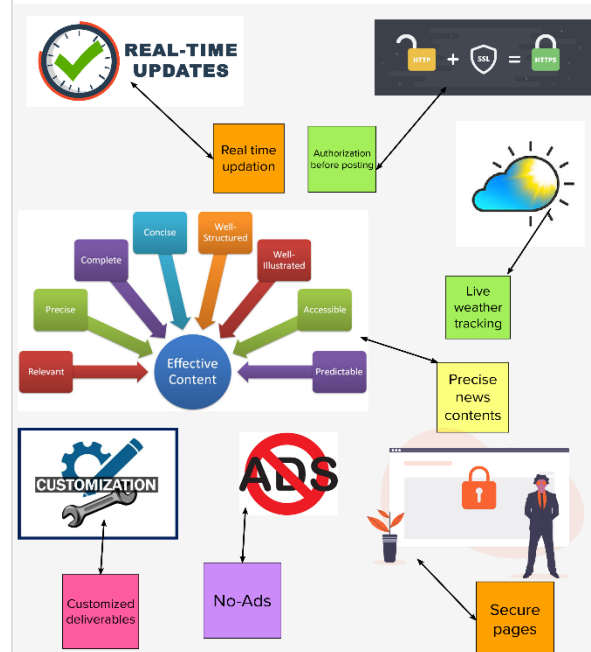 REAL-TIME
UPDATES
HTTP
+
SSL
=
HTTPS
Real time
updation
Authorization
before posting
Concise
Well-
Structured
Complete
Well-
Illustrated
Precise
Accessible
Effective
Content
Relevant
Predictable
Live
weather
tracking
Precise
news
contents
CUSTOMIZATION
ADS
Customized
deliverables
No-Ads
Secure
pages